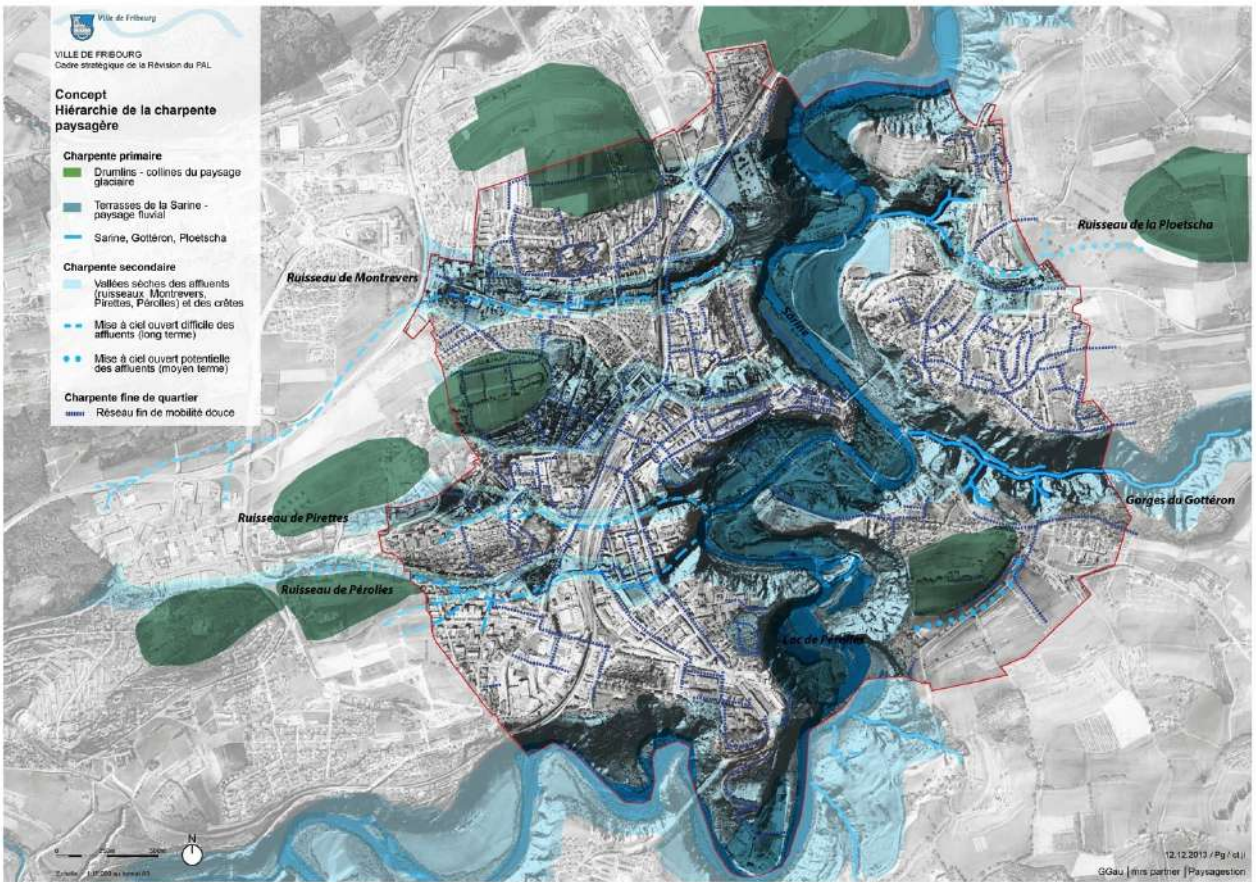 Ville de Fribourg
VILLE DE FRIBOURG
Cadre stratégique de la Révision du PAL
Concept
Hiérarchie de la charpente
paysagère
Charpente primaire
Drumlins - collines du paysage
glaciaire
Terrasses de la Sarine -
paysage fluvial
Sarine, Gottéron, Ploetscha
Charpente secondaire
Vallées sèches des affluents
(ruisseaux Montrevers,
Pirettes, Pérolles) et des crêtes
Mise à ciel ouvert difficile des
affluents (long terme)
Mise à ciel ouvert potentielle
des affluents (moyen terme)
Charpente fine de quartier
Réseau fin de mobilité douce
Ruisseau de la Ploetscha
Ruisseau de Montrevers
Sarine
Gorges du Gottéron
Ruisseau de Pirettes
Ruisseau de Pérolles
Lac de Pérolles
N
0
250m
500m
12.12.2013 / Pg /
GGau | mrs partner | Paysagestion